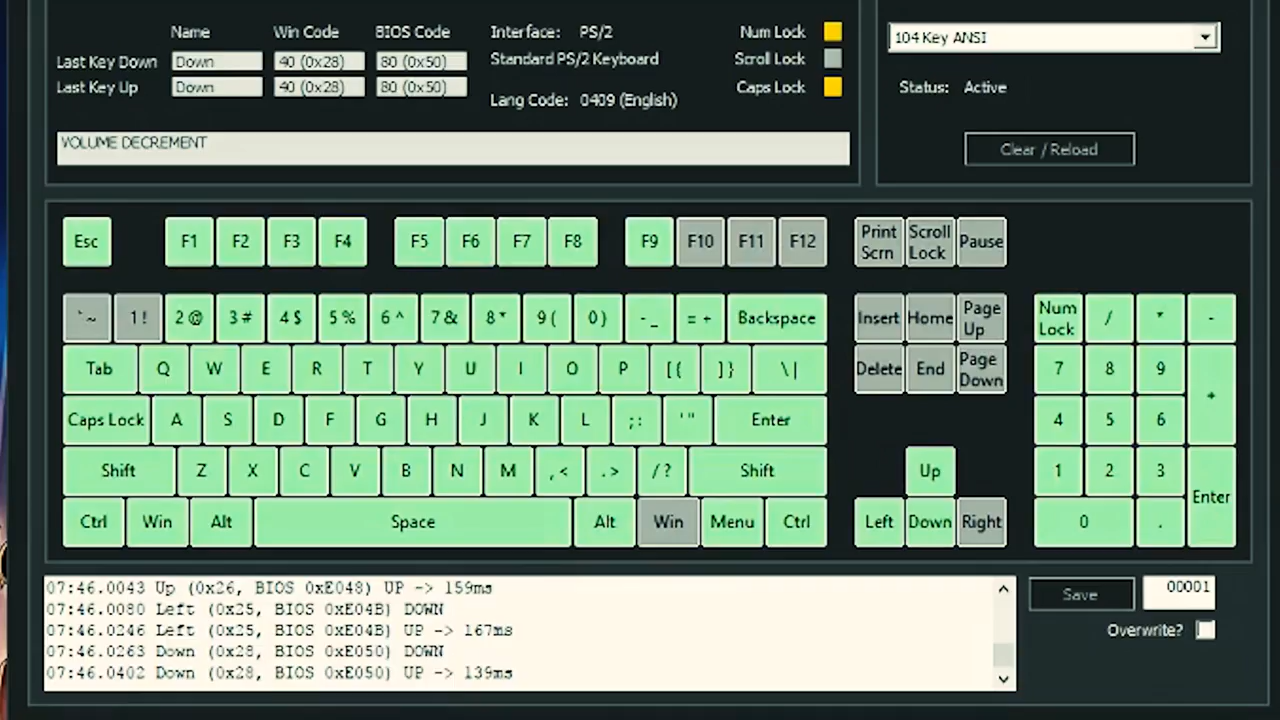 Name Win Code BIOS Code Interface: PS/2 Num Lock
104 Key ANSI
Last Key Down Down 40 (0x28) 80 (0x50) Standard PS/2 Keyboard Scroll Lock
Last Key Up Down 40 (0x28) 80 (0x50) Caps Lock
Status: Active
Lang Code: 0409 (English)
VOLUME DECREMENT
Clear / Reload
Esc F1 F2 F3 F4 F5 F6 F7 F8 F9 F10 F11 F12 Print Scrn Scroll Lock Pause
` ~ 1 ! 2 @ 3 # 4 $ 5 % 6 ^ 7 & 8 * 9 ( 0 ) - _ = + Backspace Insert Home Page Up Num Lock / * -
Tab Q W E R T Y U I O P [ { ] } \ | Delete End Page Down 7 8 9 +
Caps Lock A S D F G H J K L ; : ' " Enter 4 5 6
Shift Z X C V B N M , < . > / ? Shift Up 1 2 3 Enter
Ctrl Win Alt Space Alt Win Menu Ctrl Left Down Right 0 .
07:46.0043 Up (0x26, BIOS 0xE048) UP -> 159ms
Save 00001
07:46.0080 Left (0x25, BIOS 0xE04B) DOWN
07:46.0246 Left (0x25, BIOS 0xE04B) UP -> 167ms
Overwrite?
07:46.0263 Down (0x28, BIOS 0xE050) DOWN
07:46.0402 Down (0x28, BIOS 0xE050) UP -> 139ms